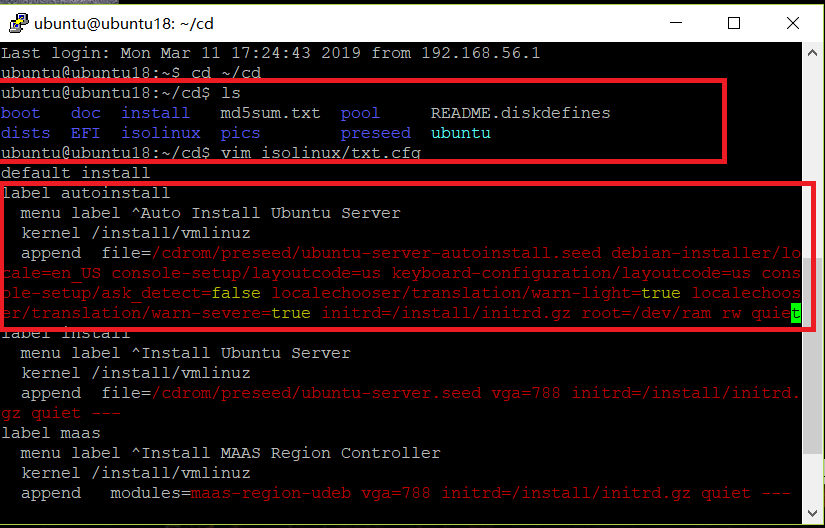 ubuntu@ubuntu18: ~/cd
Last login: Mon Mar 11 17:24:43 2019 from 192.168.56.1
ubuntu@ubuntu18:~$ cd ~/cd
ubuntu@ubuntu18:~/cd$ ls
boot doc install md5sum.txt pool README.diskdefines
dists EFI isolinux pics preseed ubuntu
ubuntu@ubuntu18:~/cd$ vim isolinux/txt.cfg
default install
label autoinstall
menu label ^Auto Install Ubuntu Server
kernel /install/vmlinuz
append file=/cdrom/preseed/ubuntu-server-autoinstall.seed debian-installer/lo
cale=en_US console-setup/layoutcode=us keyboard-configuration/layoutcode=us cons
ole-setup/ask_detect=false localechooser/translation/warn-light=true localechoos
er/translation/warn-severe=true initrd=/install/initrd.gz root=/dev/ram rw quiet
label install
menu label ^Install Ubuntu Server
kernel /install/vmlinuz
append file=/cdrom/preseed/ubuntu-server.seed vga=788 initrd=/install/initrd.
gz quiet ---
label maas
menu label ^Install MAAS Region Controller
kernel /install/vmlinuz
append modules=maas-region-udeb vga=788 initrd=/install/initrd.gz quiet ---